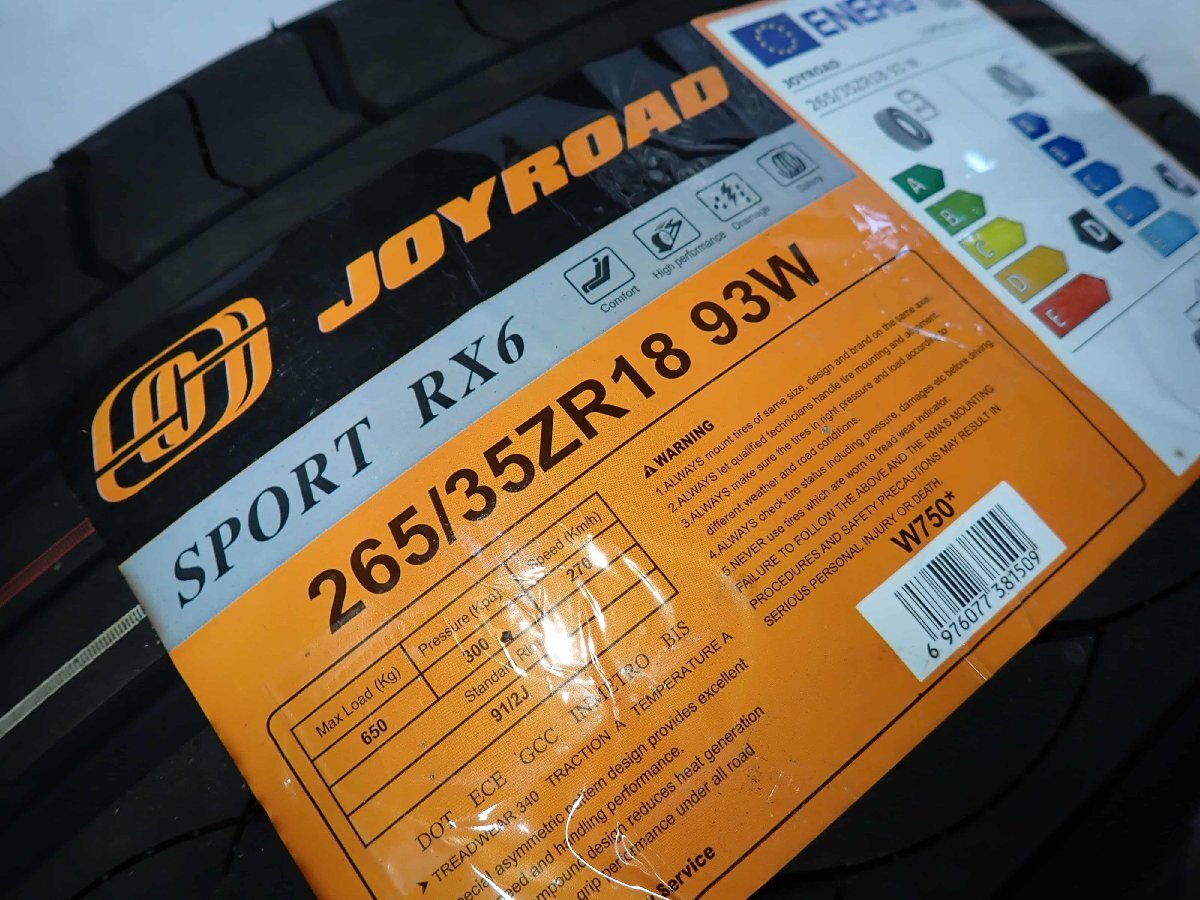 JOYROAD
SPORT RX6
Comfort
High performance
Drainage
Safety
265/35ZR18 93W
Max Load (Kg)
Pressure (Kpa)
Speed (Km/h)
650
300
270
Standard Rim
91/2J
DOT ECE GCC INMETRO BIS
➤ TREADWEAR 340 TRACTION A TEMPERATURE A
asymmetric pattern design provides excellent
and handling performance.
design reduces heat generation
grip performance under all road
Service
⚠WARNING
1.ALWAYS mount tires of same size, design and brand on the same axle.
2.ALWAYS let qualified technicians handle tire mounting and alignment.
3.ALWAYS make sure the tires in right pressure and load according to
different weather and road conditions.
4.ALWAYS check tire status including pressure, damages etc before driving.
5.NEVER use tires which are worn to tread wear indicator.
FAILURE TO FOLLOW THE ABOVE AND THE RMA'S MOUNTING
PROCEDURES AND SAFETY PRECAUTIONS MAY RESULT IN
SERIOUS PERSONAL INJURY OR DEATH.
W750*
6 976077 381509
ENERG
JOYROAD
265/35ZR18 93 W
A
B
C
D
E
D